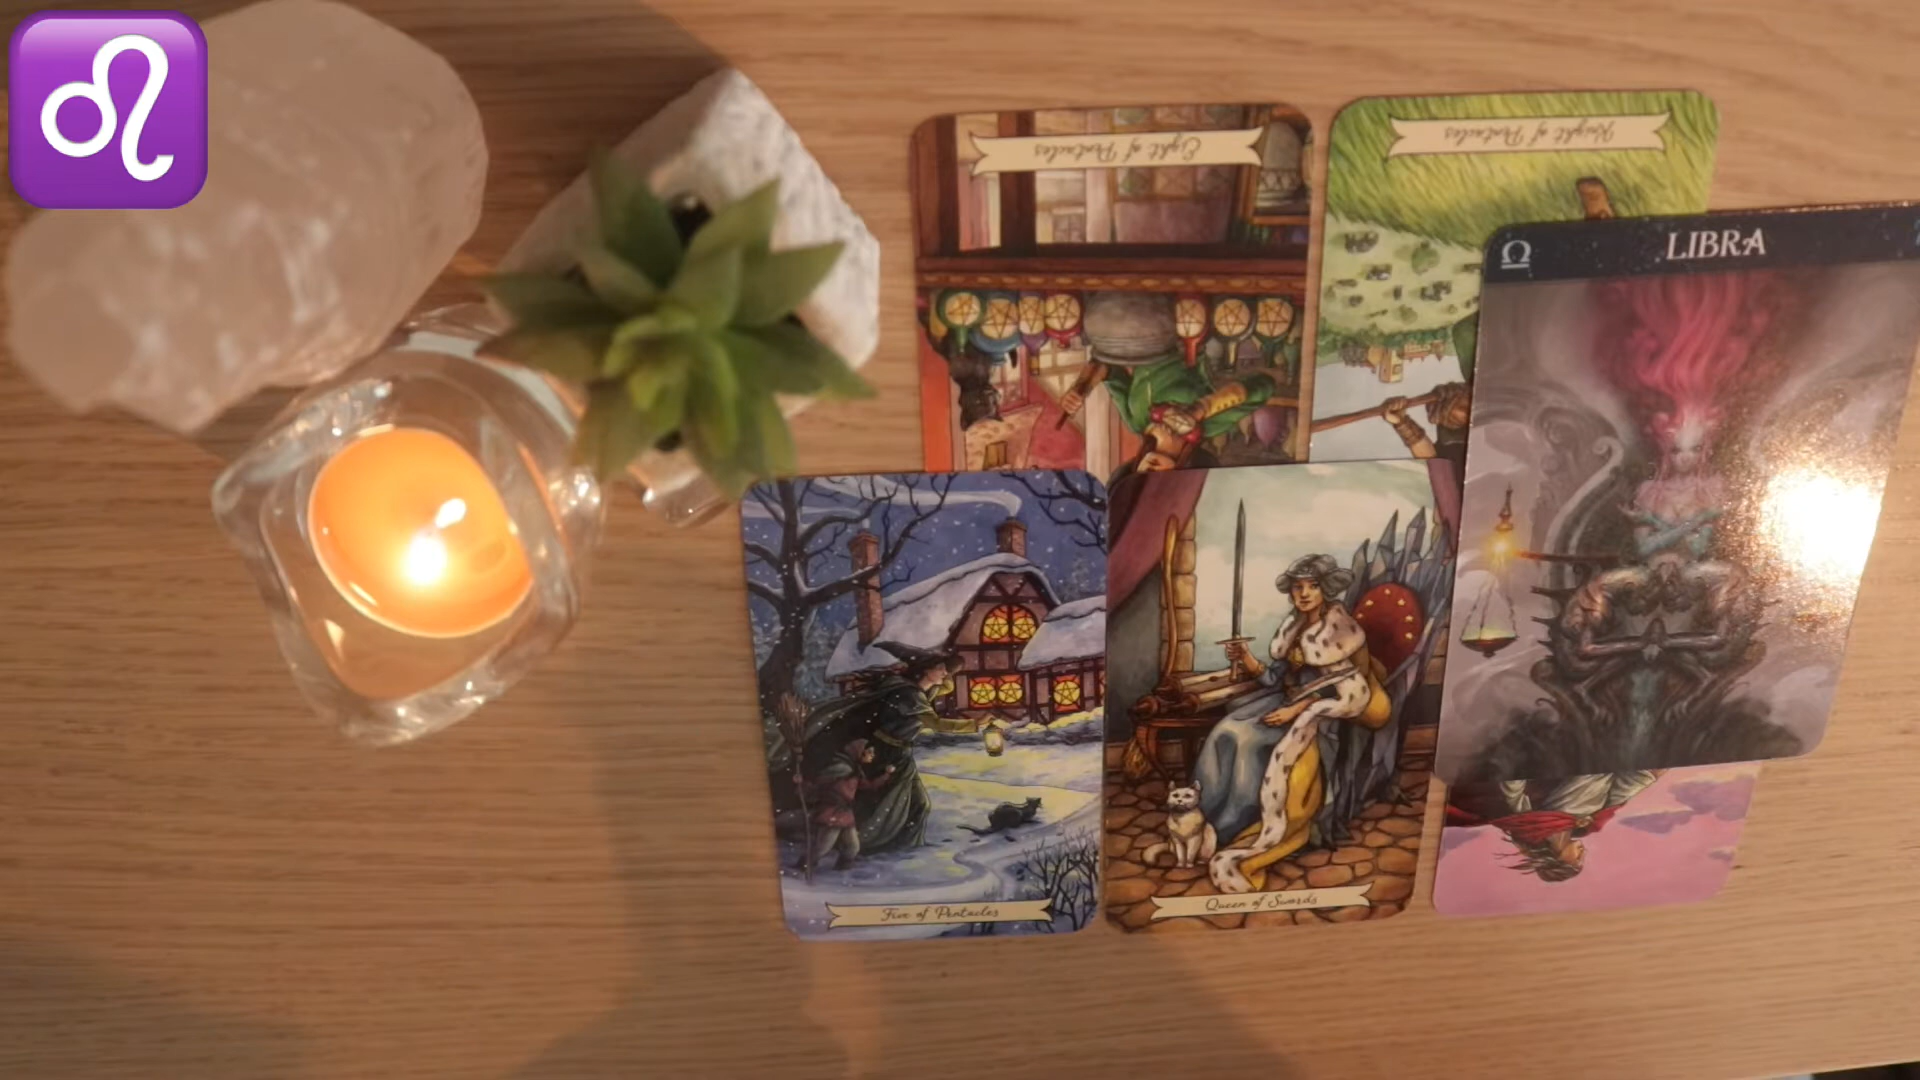 ♌
Eight of Pentacles
Knight of Pentacles
♎ LIBRA
Five of Pentacles
Queen of Swords